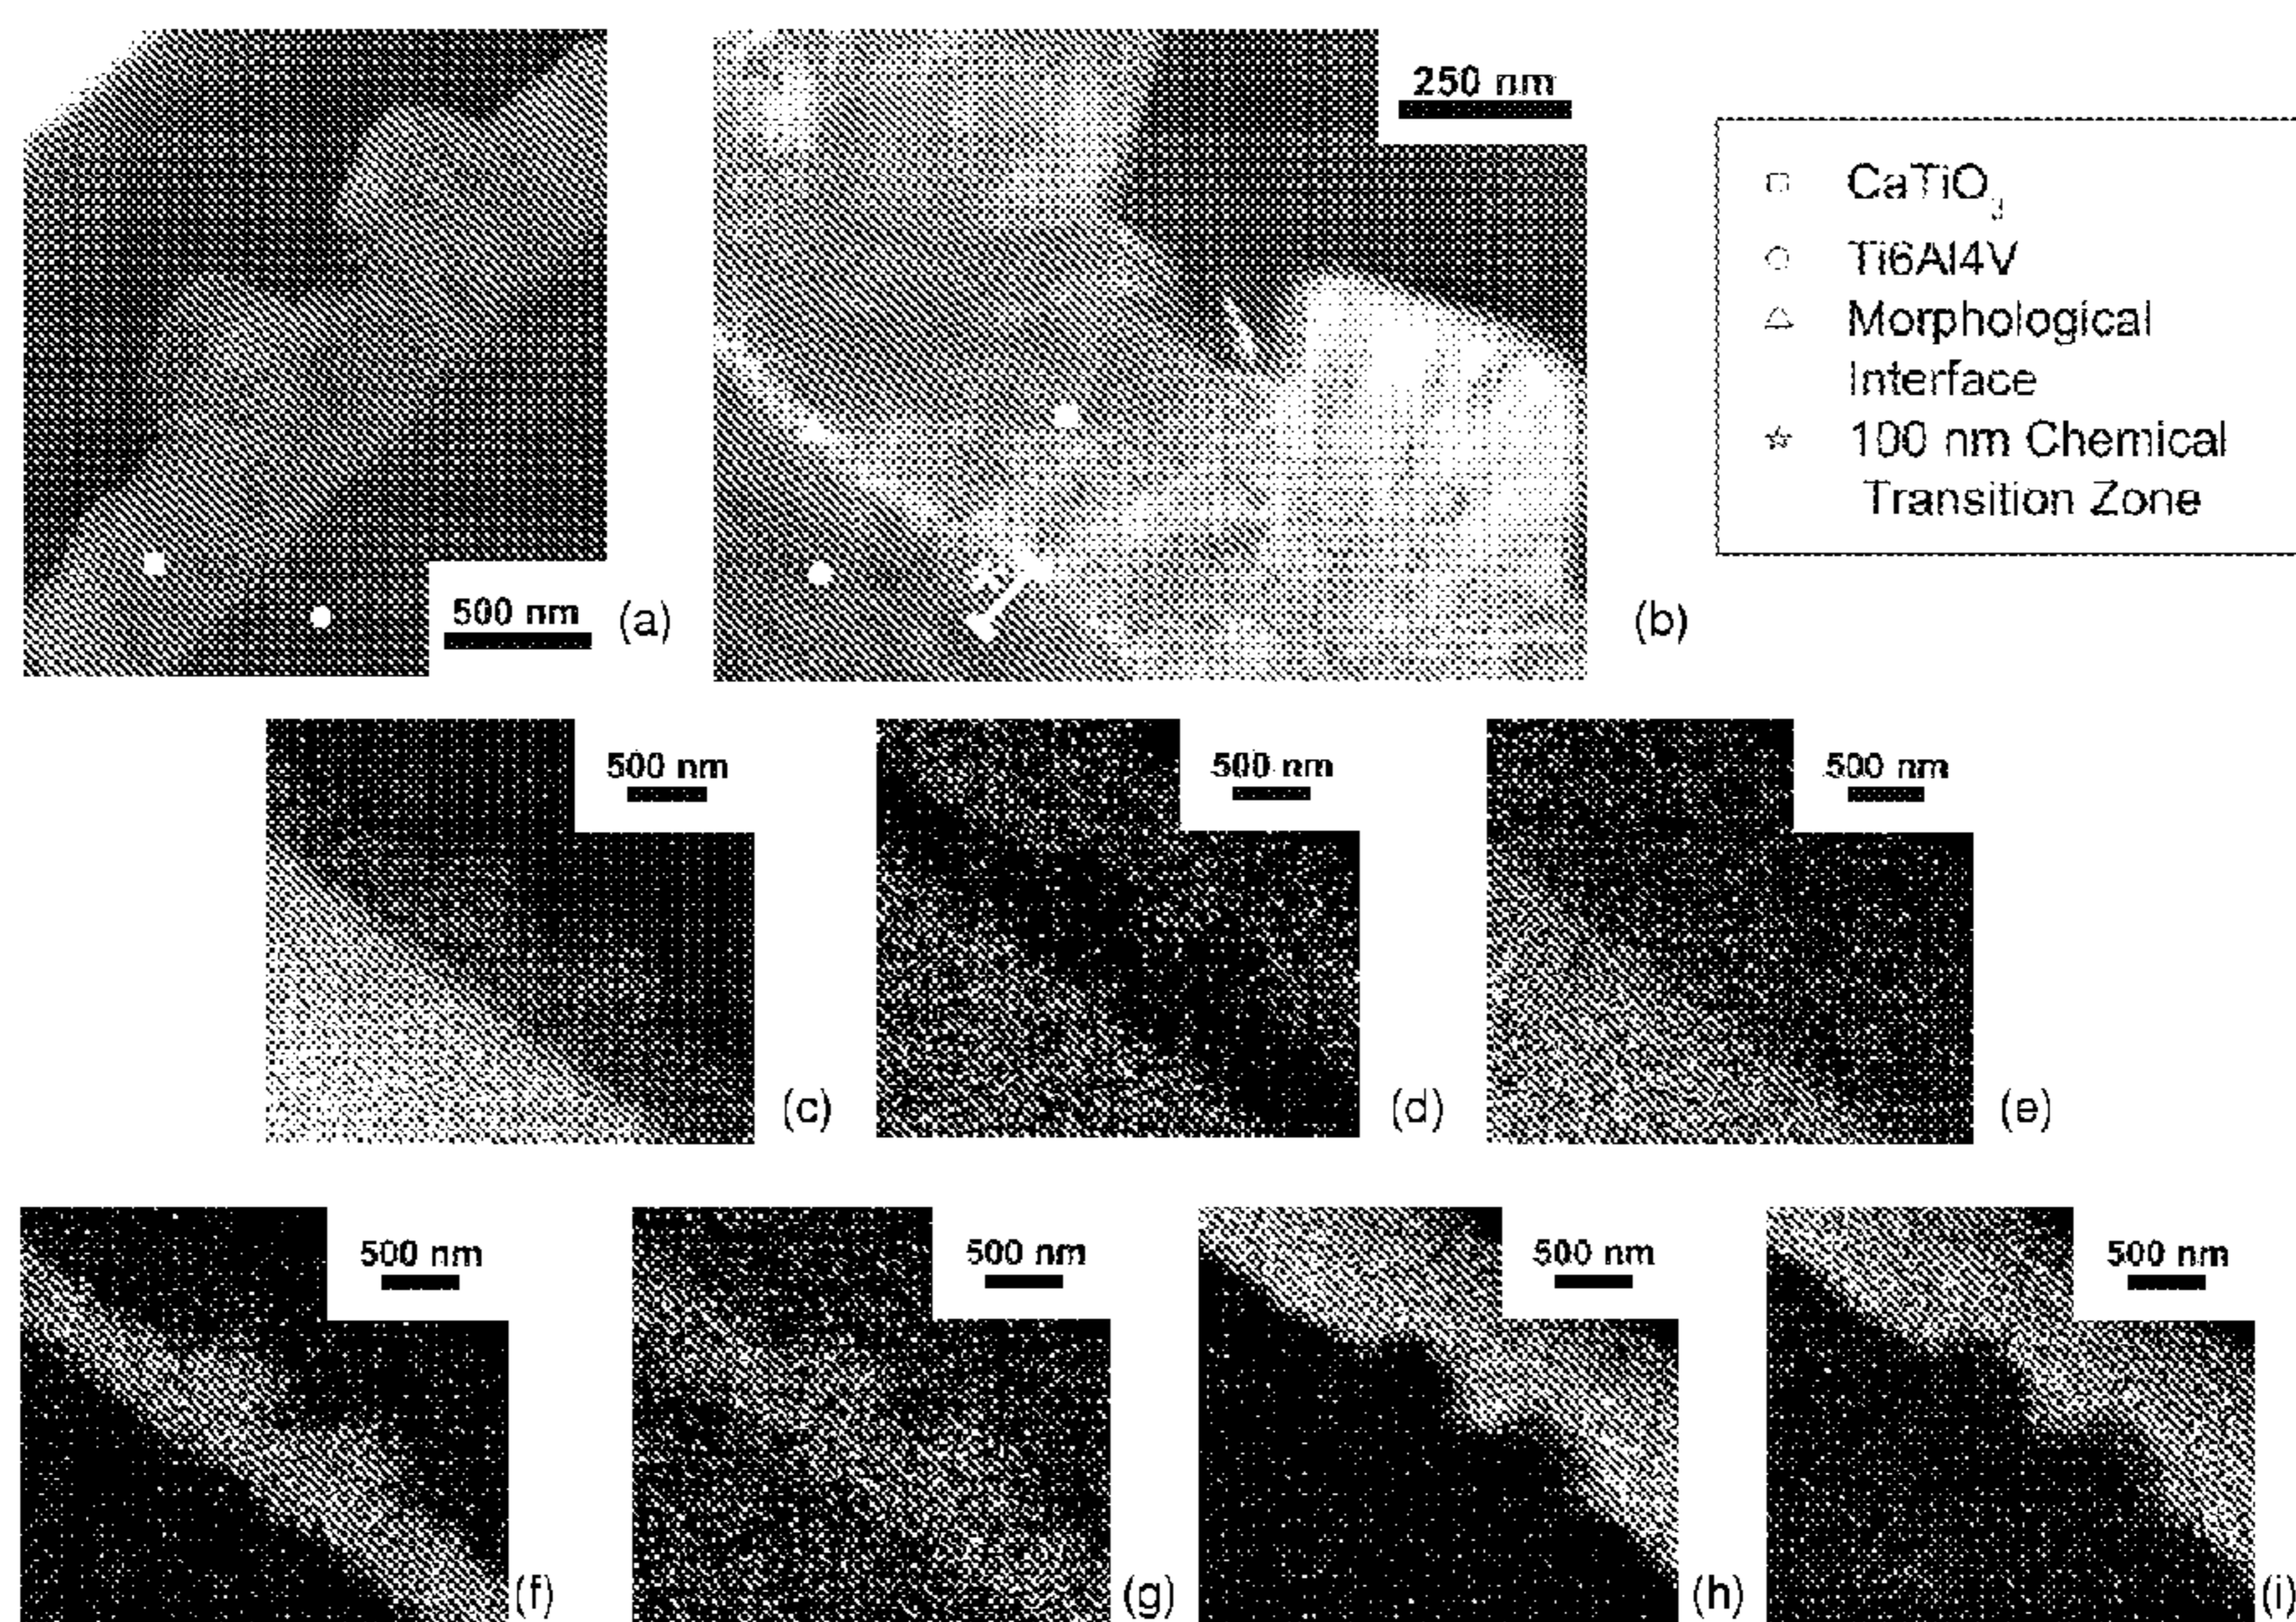 250 nm
CaTiO3
Ti6Al4V
Morphological
Interface
100 nm Chemical
Transition Zone
500 nm
(a)
(b)
500 nm
500 nm
500 nm
(c)
(d)
(e)
500 nm
500 nm
500 nm
500 nm
(f)
(g)
(h)
(i)